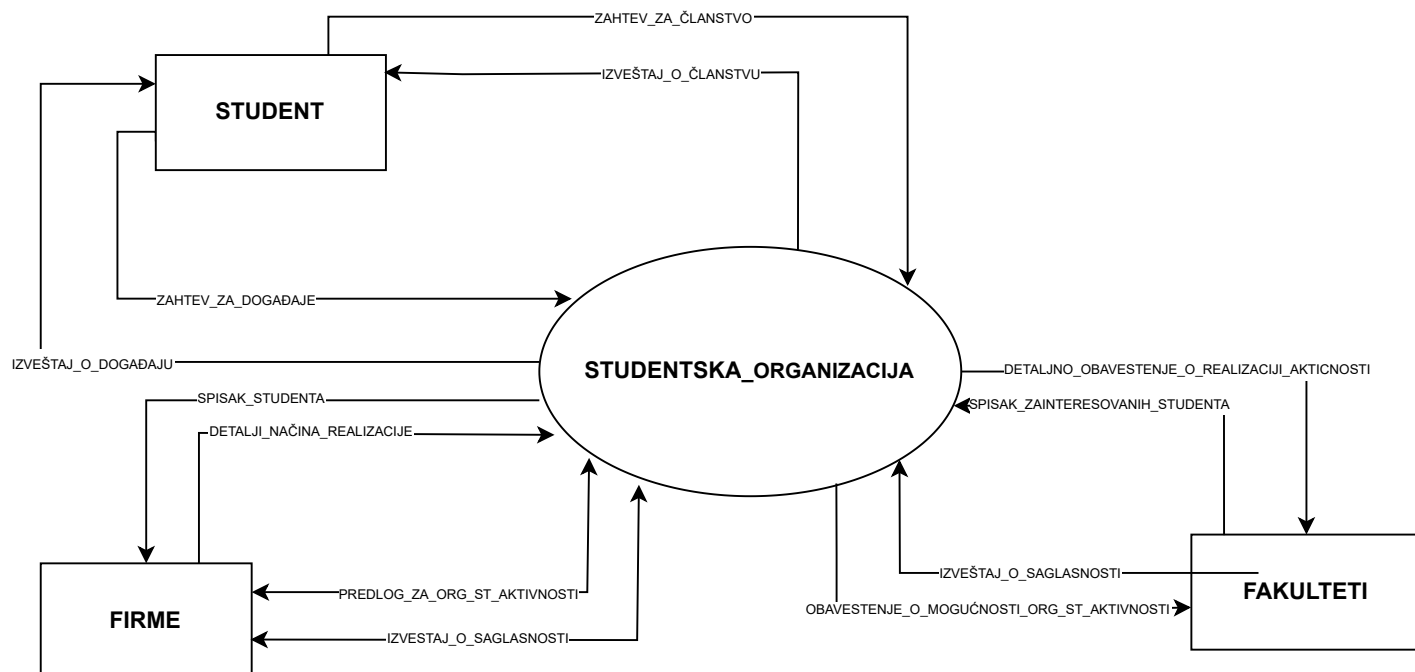 ZAHTEV_ZA_ČLANSTVO
IZVEŠTAJ_O_ČLANSTVU
STUDENT
ZAHTEV_ZA_DOGAĐAJE
IZVEŠTAJ_O_DOGAĐAJU
STUDENTSKA_ORGANIZACIJA
DETALJNO_OBAVESTENJE_O_REALIZACIJI_AKTICNOSTI
SPISAK_STUDENTA
SPISAK_ZAINTERESOVANIH_STUDENTA
DETALJI_NAČINA_REALIZACIJE
IZVEŠTAJ_O_SAGLASNOSTI
FAKULTETI
PREDLOG_ZA_ORG_ST_AKTIVNOSTI
OBAVESTENJE_O_MOGUĆNOSTI_ORG_ST_AKTIVNOSTI
FIRME
IZVESTAJ_O_SAGLASNOSTI